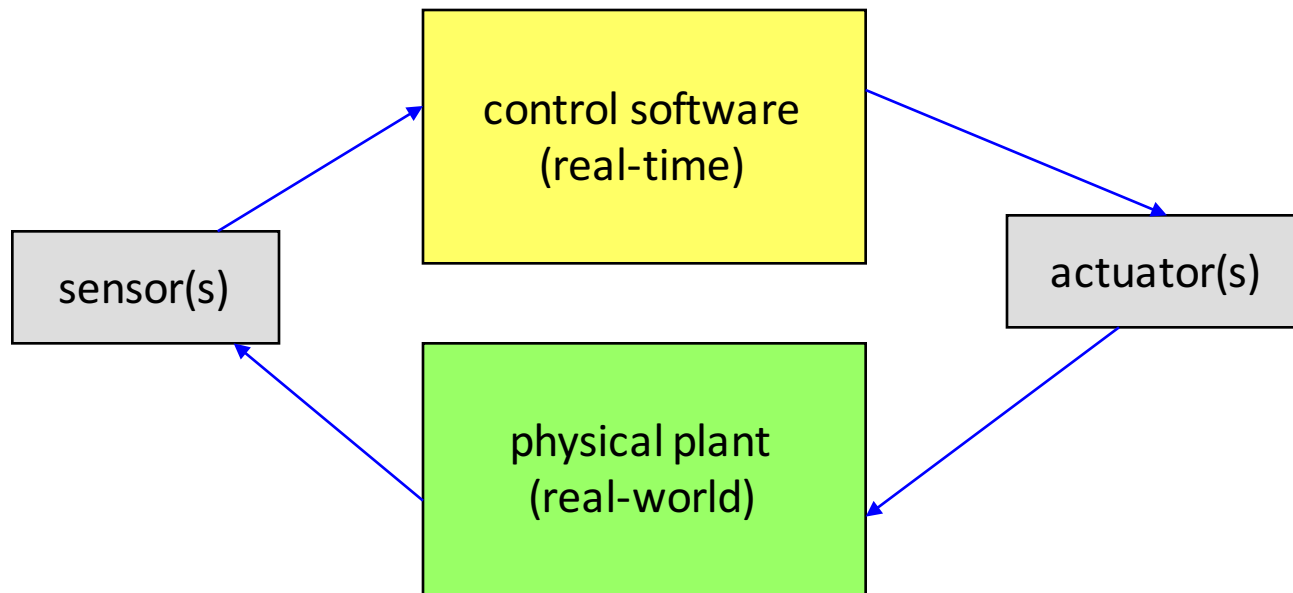 control software
(real-time)
sensor(s)
actuator(s)
physical plant
(real-world)